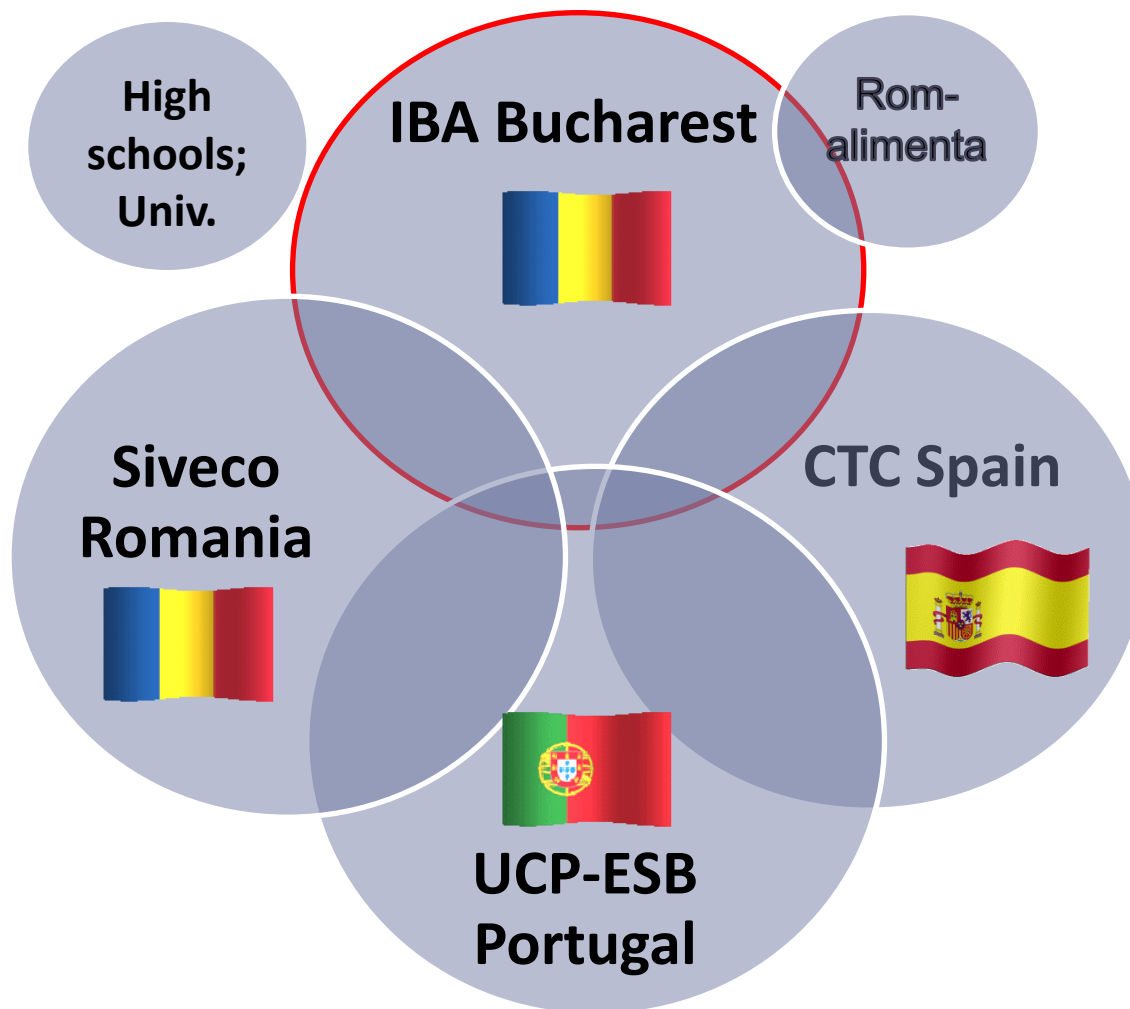 High
schools;
Univ.
IBA Bucharest
Rom-
alimenta
Siveco
Romania
CTC Spain
UCP-ESB
Portugal